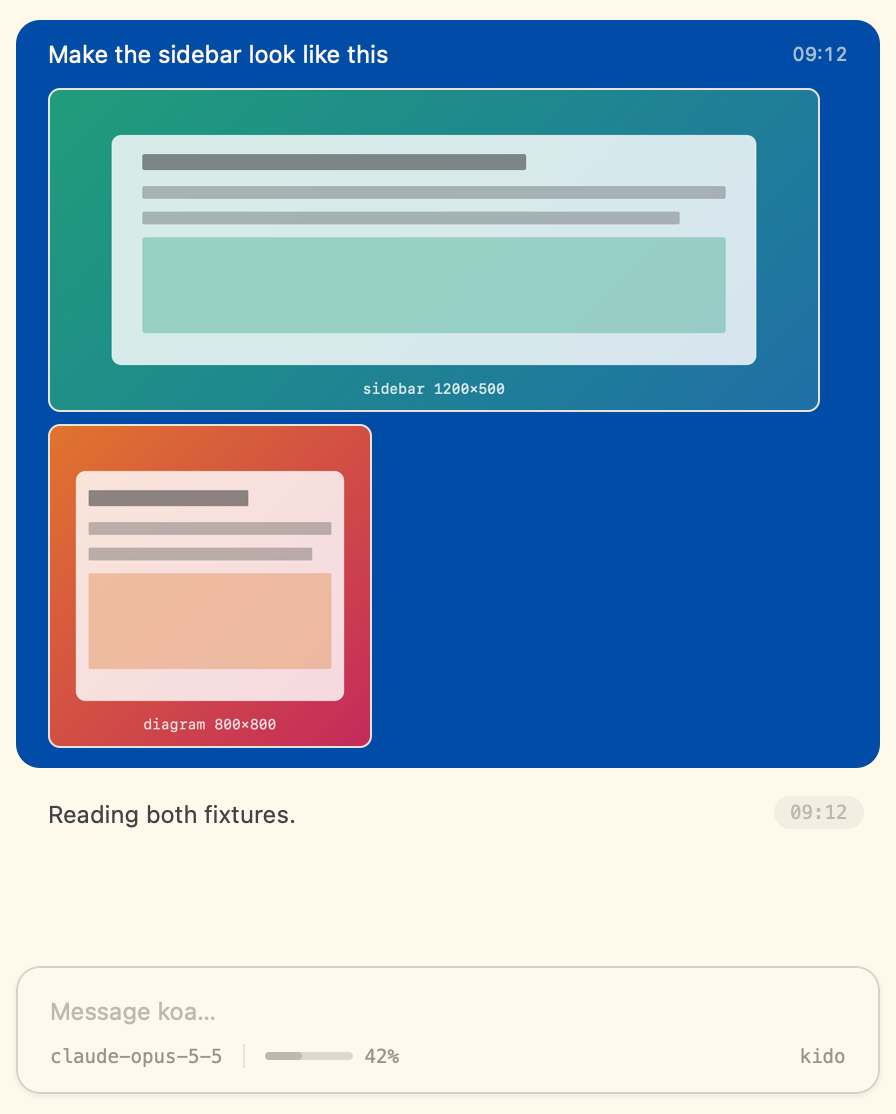 Make the sidebar look like this
09:12
sidebar 1200×500
diagram 800×800
Reading both fixtures.
09:12
Message koa...
claude-opus-5-5
42%
kido